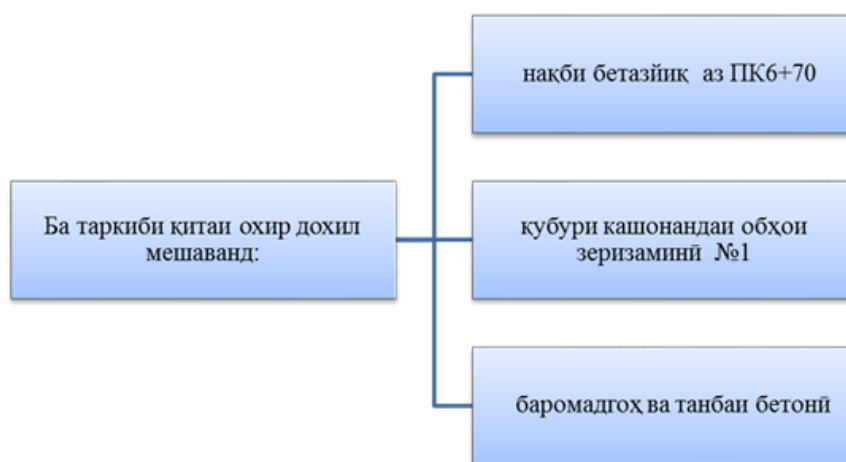 нақби бетазйиқ аз ПК6+70
Ба таркиби қитаи охир дохил
мешаванд:
қубури кашонандаи обҳои
зеризаминӣ №1
баромадгоҳ ва танбаи бетонӣ